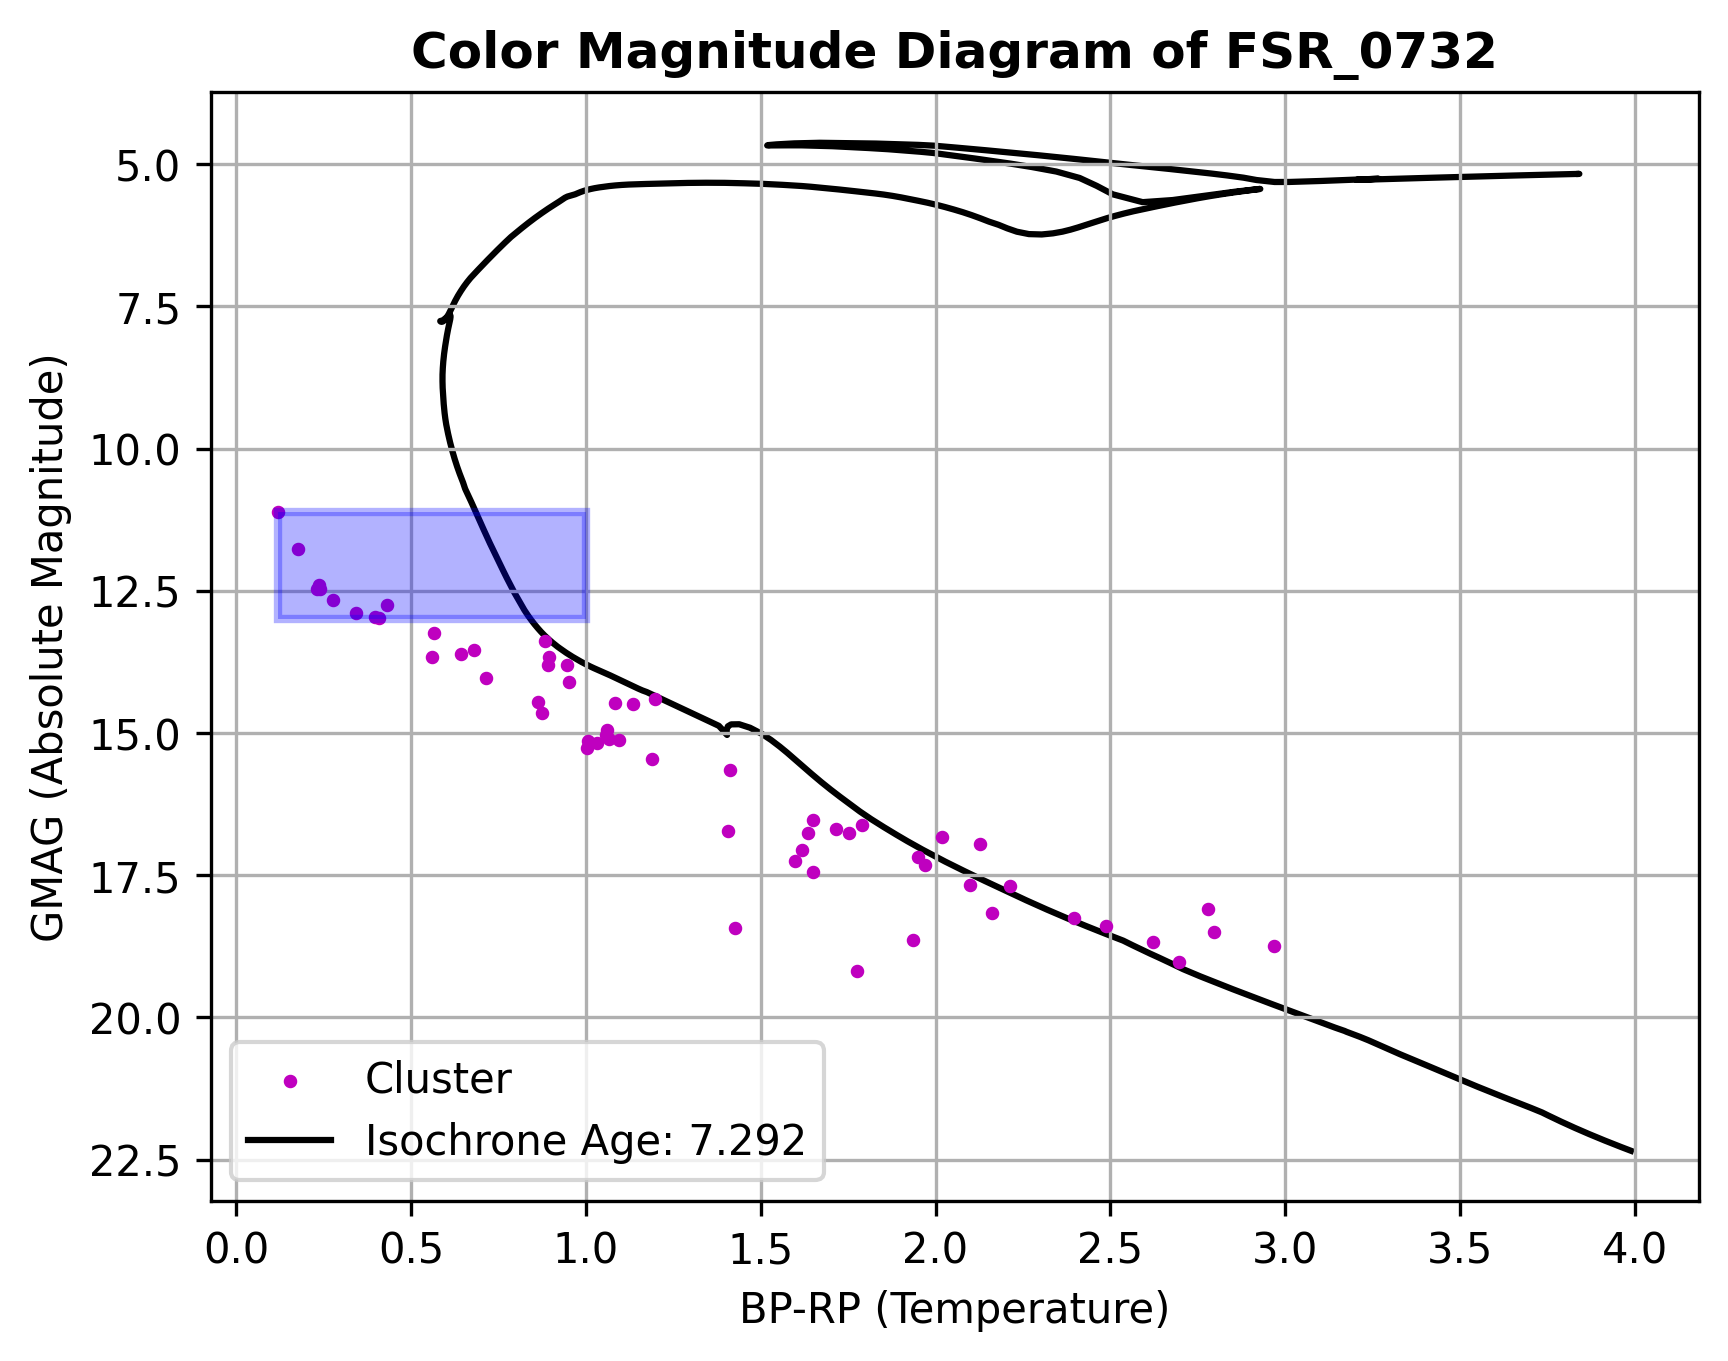 Color Magnitude Diagram of FSR_0732
GMAG (Absolute Magnitude)
5.0
7.5
10.0
12.5
15.0
17.5
20.0
22.5
Cluster
Isochrone Age: 7.292
0.0 0.5 1.0 1.5 2.0 2.5 3.0 3.5 4.0
BP-RP (Temperature)